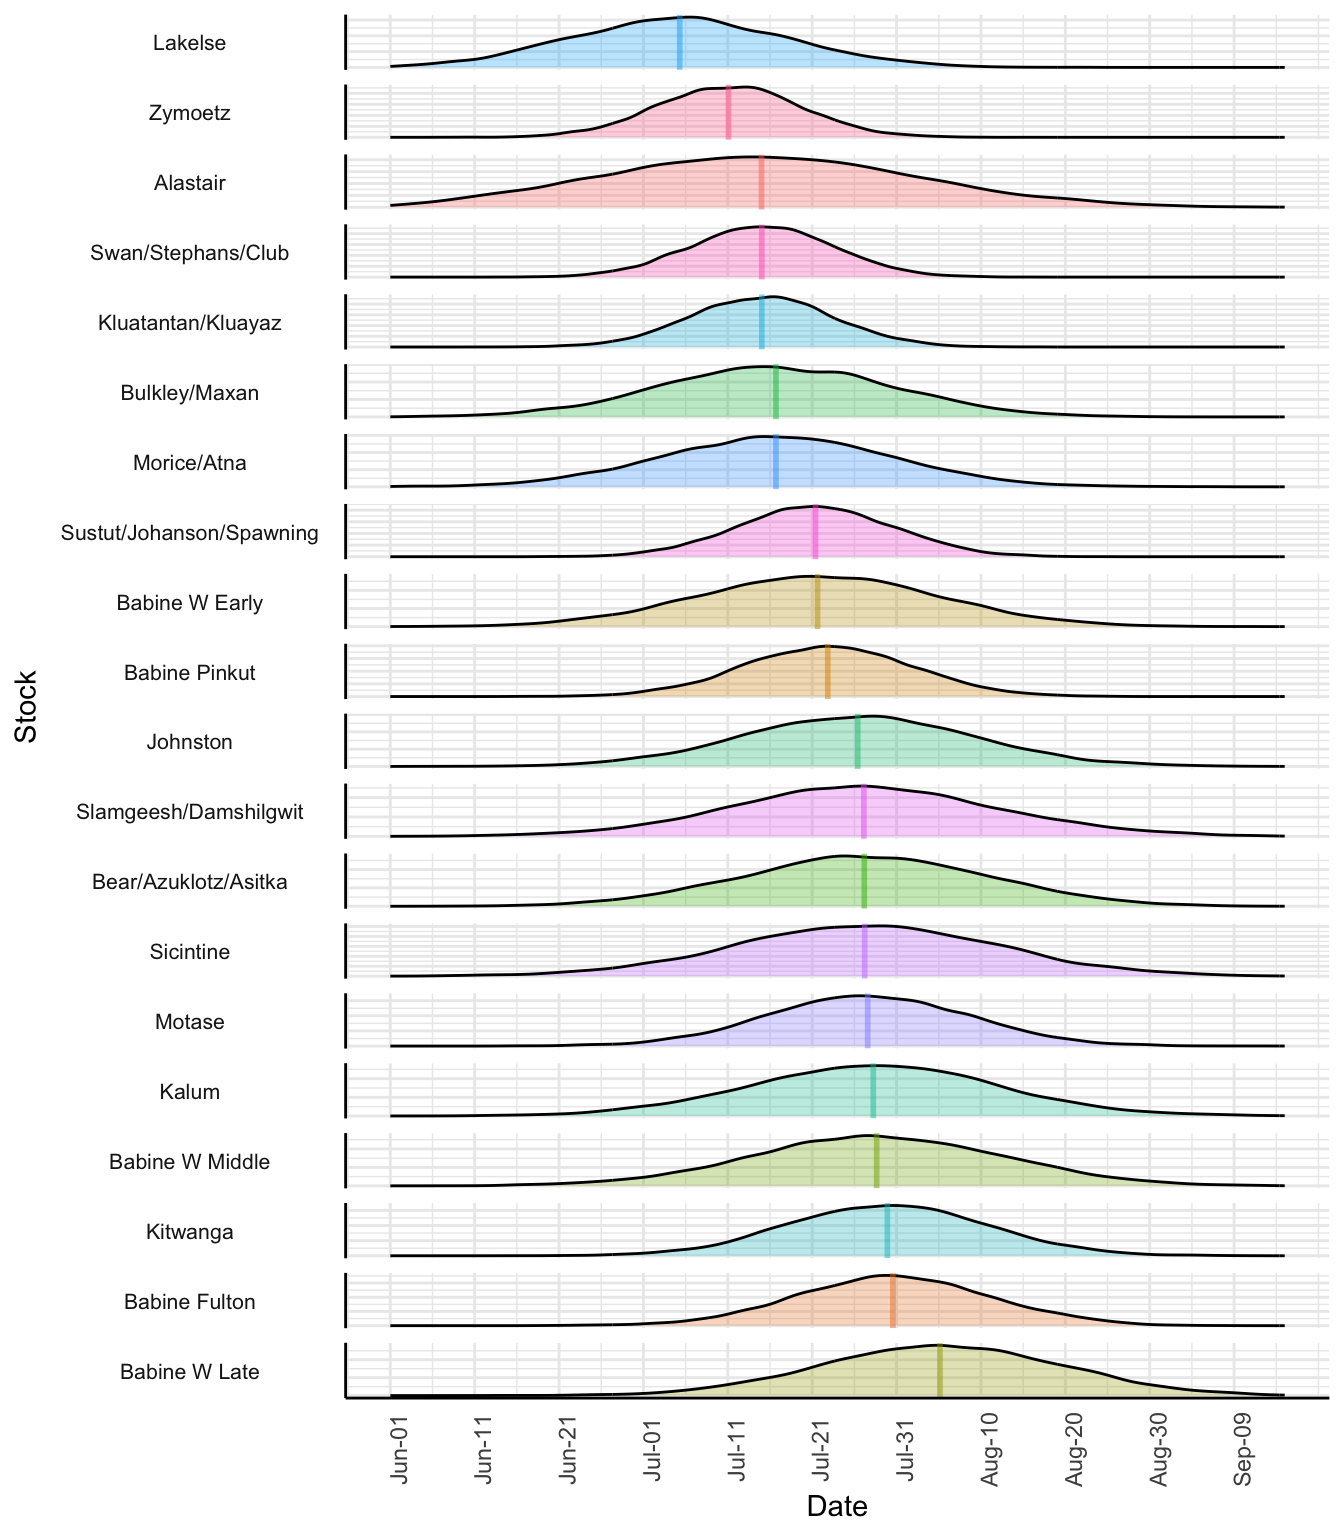 Lakelse
Zymoetz
Alastair
Swan/Stephans/Club
Kluatantan/Kluayaz
Bulkley/Maxan
Morice/Atna
Sustut/Johanson/Spawning
Babine W Early
Babine Pinkut
Johnston
Slamgeesh/Damshilgwit
Bear/Azuklotz/Asitka
Sicintine
Motase
Kalum
Babine W Middle
Kitwanga
Babine Fulton
Babine W Late
Stock
Jun-01
Jun-11
Jun-21
Jul-01
Jul-11
Jul-21
Jul-31
Aug-10
Aug-20
Aug-30
Sep-09
Date